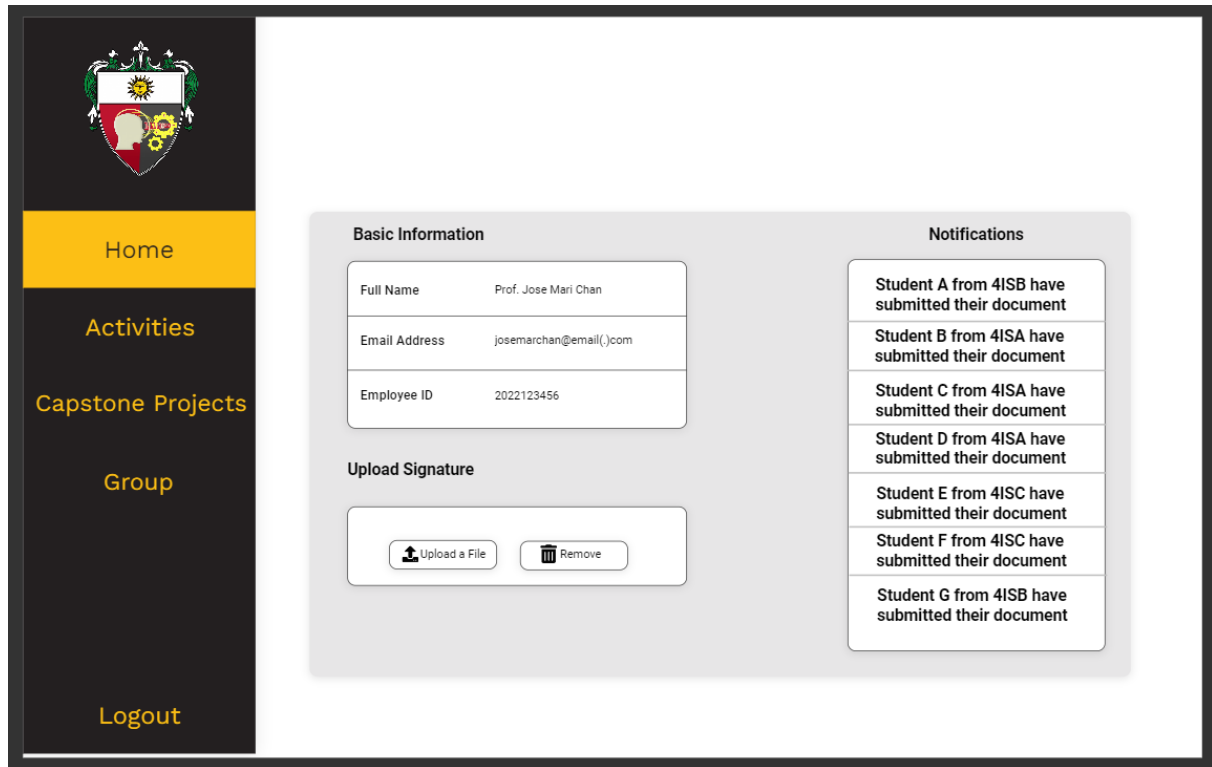 Home
Activities
Capstone Projects
Group
Logout
Basic Information
Full Name Prof. Jose Mari Chan
Email Address josemarchan@email(.)com
Employee ID 2022123456
Upload Signature
Upload a File Remove
Notifications
Student A from 4ISB have
submitted their document
Student B from 4ISA have
submitted their document
Student C from 4ISA have
submitted their document
Student D from 4ISA have
submitted their document
Student E from 4ISC have
submitted their document
Student F from 4ISC have
submitted their document
Student G from 4ISB have
submitted their document